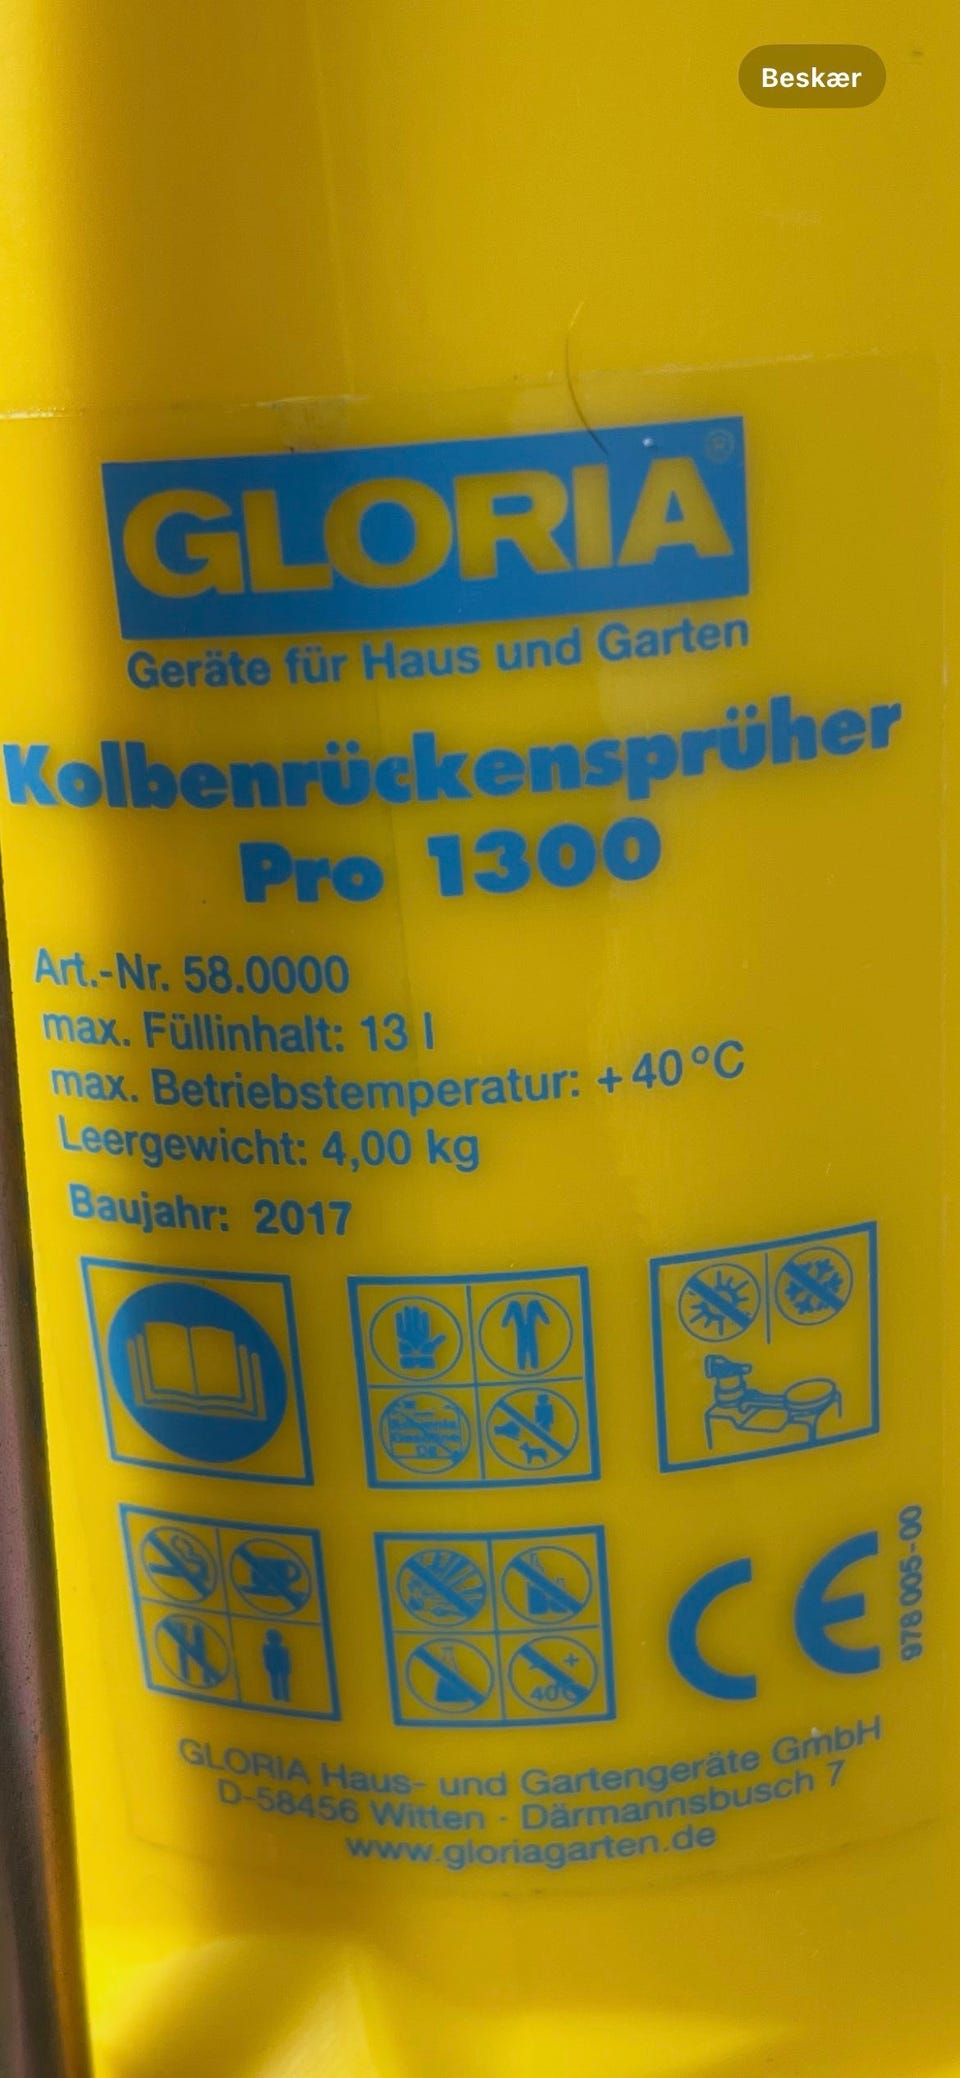 Beskær
GLORIA
Geräte für Haus und Garten
Kolbenrückensprüher
Pro 1300
Art.-Nr. 58.0000
max. Füllinhalt: 13 l
max. Betriebstemperatur: +40°C
Leergewicht: 4,00 kg
Baujahr: 2017
40°C
CE
978 005-00
GLORIA Haus- und Gartengeräte GmbH
D-58456 Witten · Därmannsbusch 7
www.gloriagarten.de